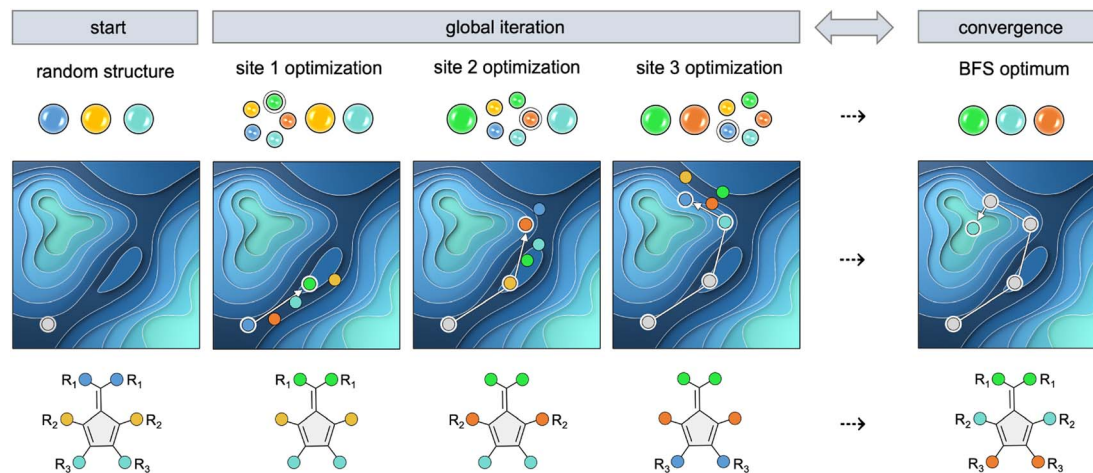 start
global iteration
convergence
random structure
site 1 optimization
site 2 optimization
site 3 optimization
BFS optimum
R1 R1
R1 R1
R1 R1
R2 R2
R2 R2
R2 R2
R3 R3
R3 R3
R3 R3